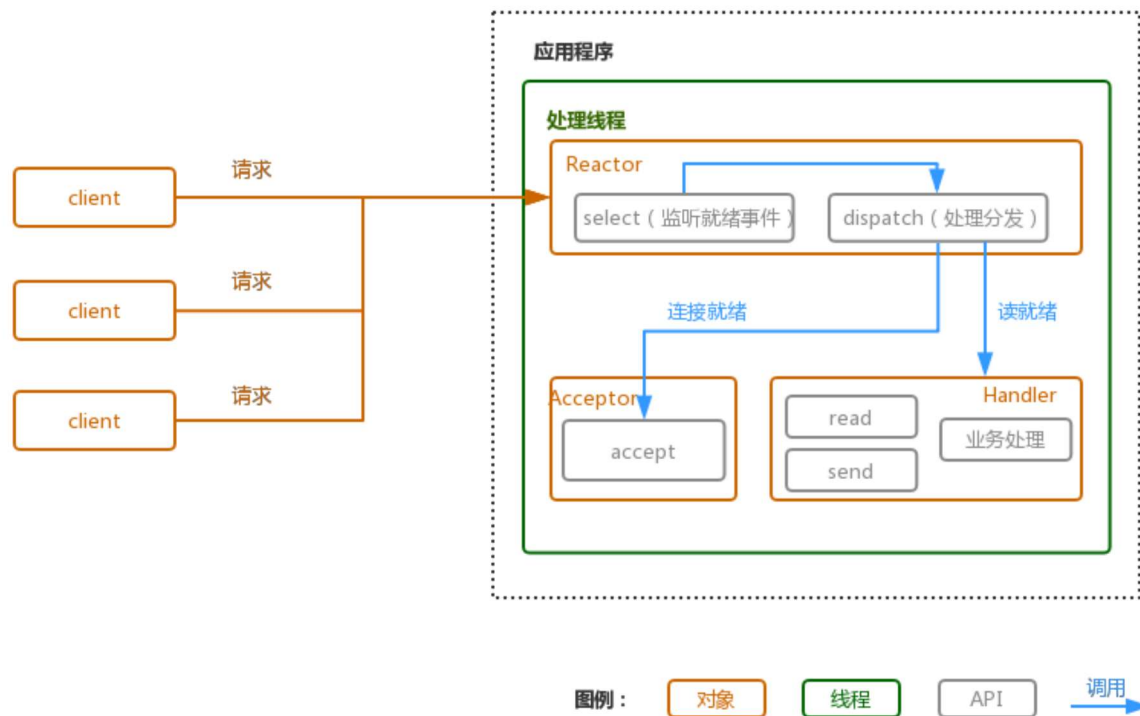 应用程序
处理线程
Reactor
select（监听就绪事件）
dispatch（处理分发）
请求
client
请求
client
请求
client
连接就绪
读就绪
Acceptor
accept
Handler
read
业务处理
send
图例：
对象
线程
API
调用